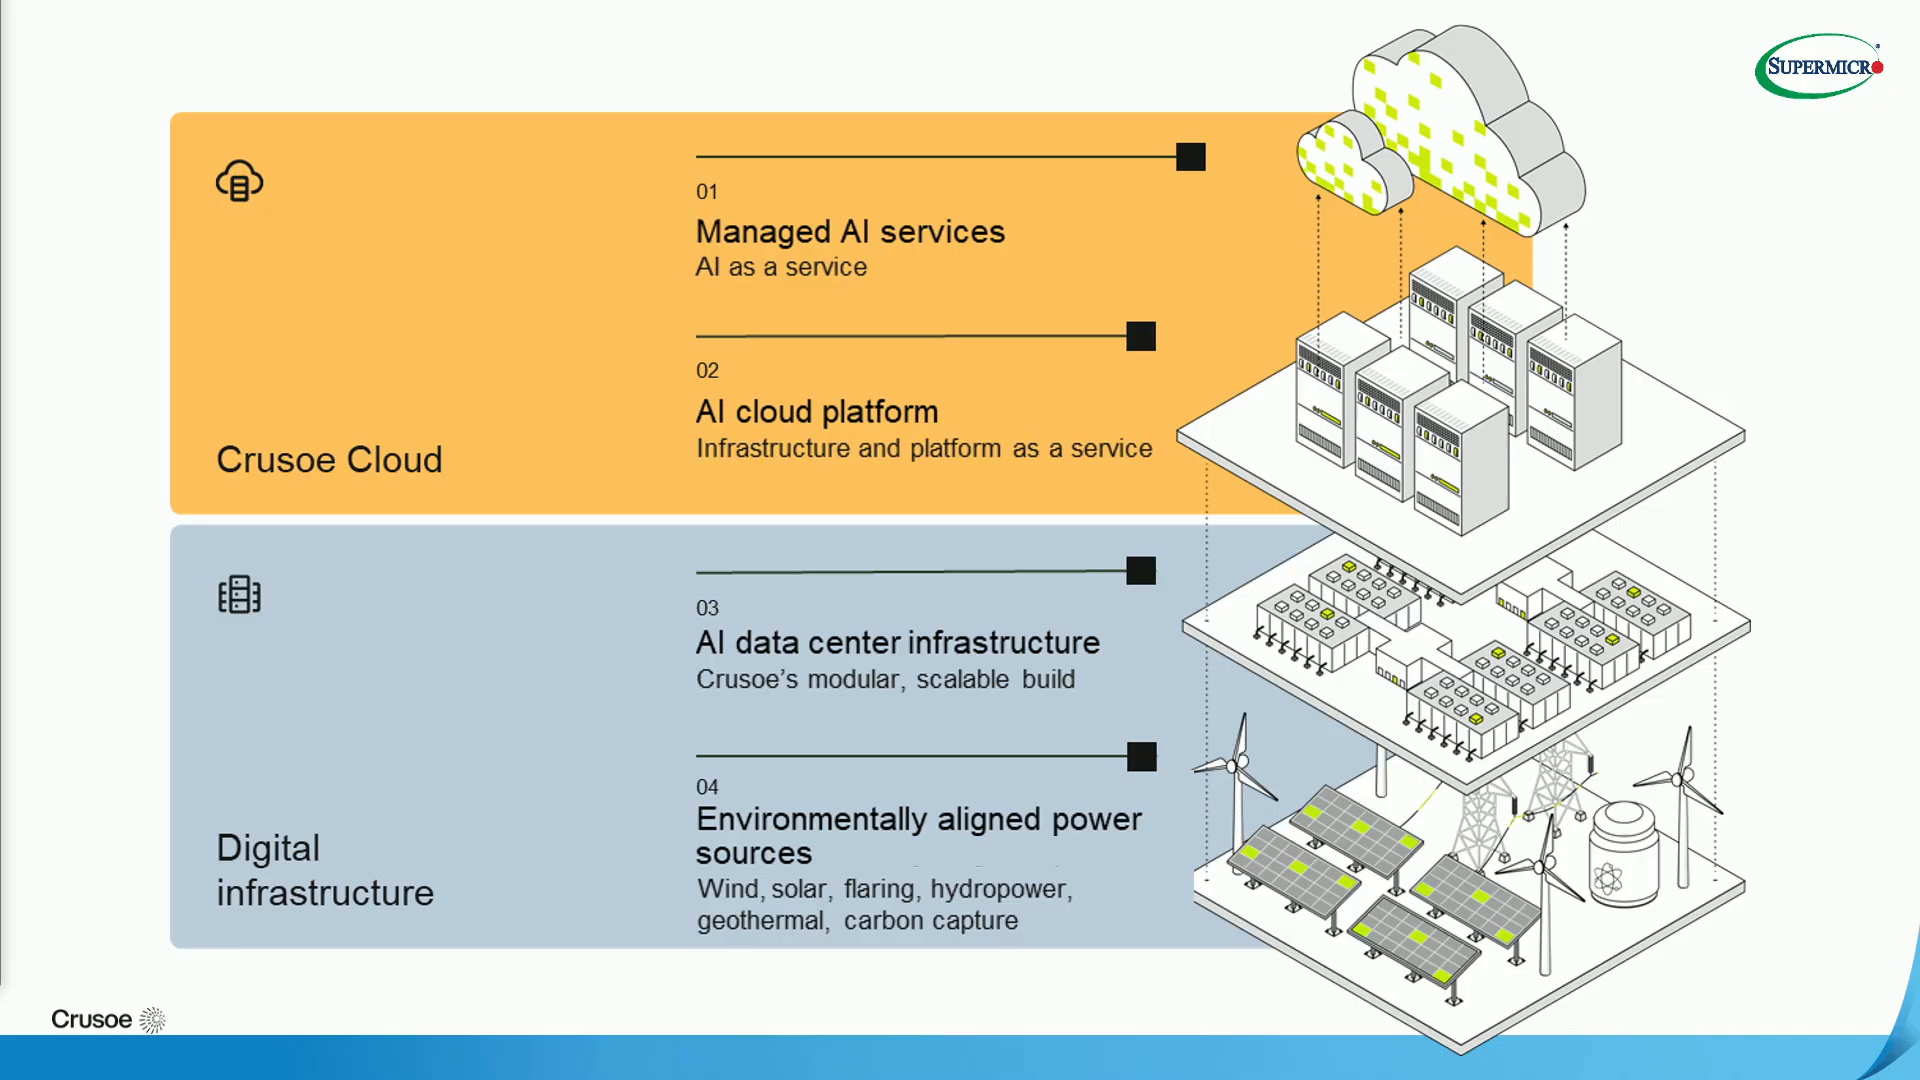 SUPERMICR
01
Managed AI services
AI as a service
02
AI cloud platform
Infrastructure and platform as a service
Crusoe Cloud
03
AI data center infrastructure
Crusoe’s modular, scalable build
04
Environmentally aligned power
sources
Wind, solar, flaring, hydropower,
geothermal, carbon capture
Digital
infrastructure
Crusoe